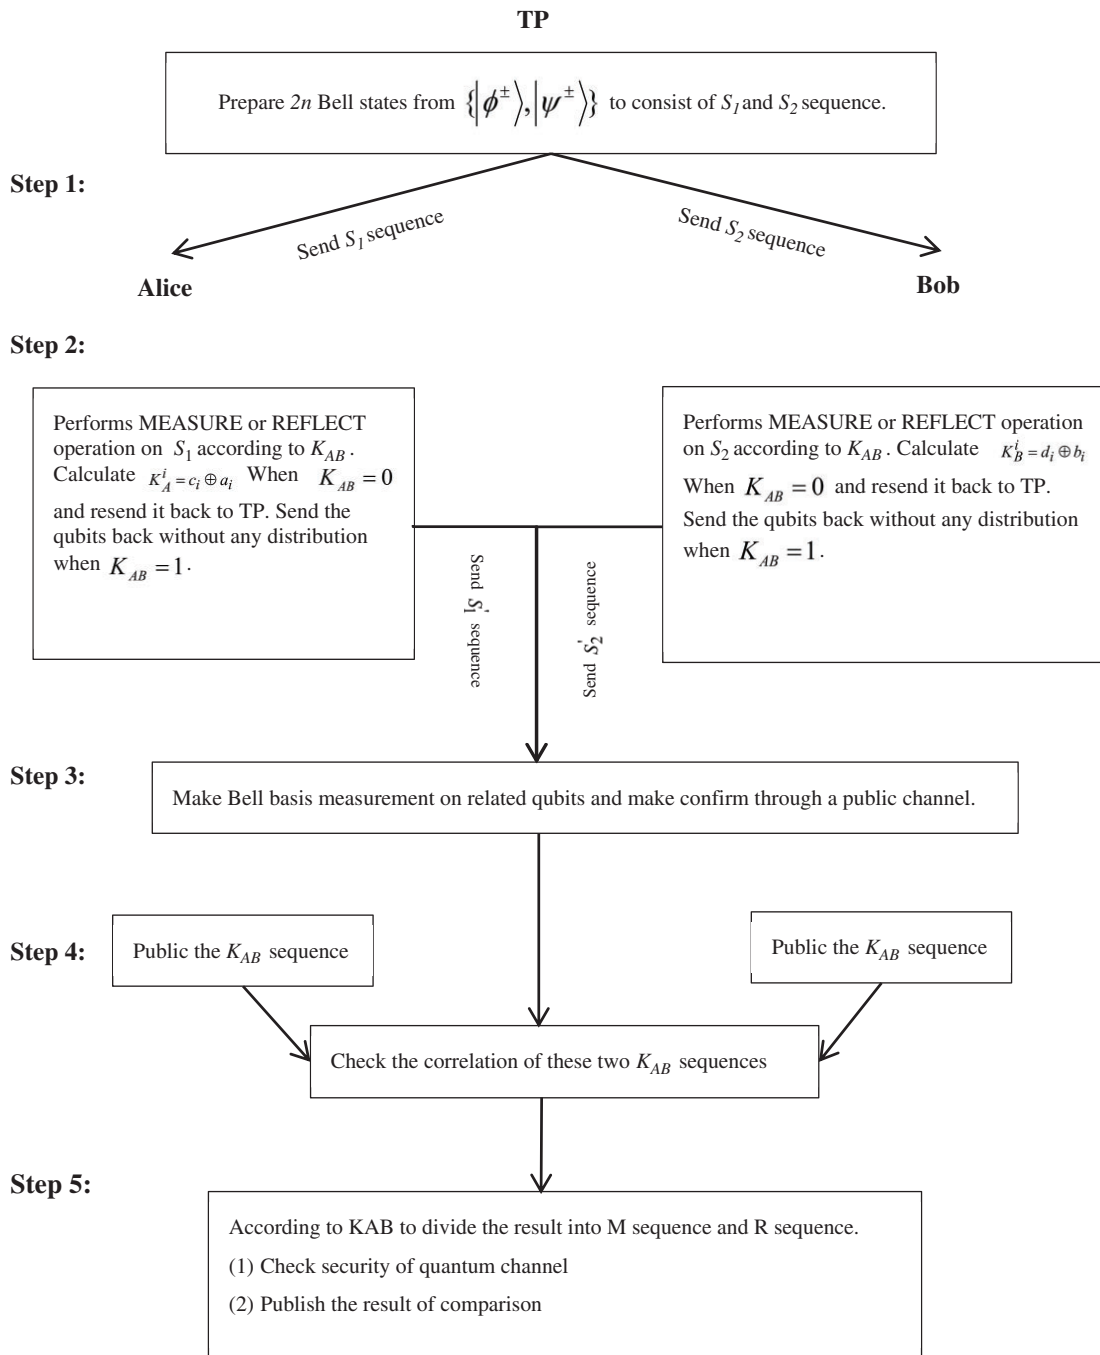 TP
Prepare 2n Bell states from {|ϕ±⟩,|ψ±⟩} to consist of S1 and S2 sequence.
Step 1:
Send S1 sequence
Send S2 sequence
Alice
Bob
Step 2:
Performs MEASURE or REFLECT
operation on S1 according to KAB.
Calculate K^i_A=c_i⊕a_i When K_AB=0
and resend it back to TP. Send the
qubits back without any distribution
when K_AB=1.
Performs MEASURE or REFLECT operation
on S2 according to KAB. Calculate K^i_B=d_i⊕b_i
When K_AB=0 and resend it back to TP.
Send the qubits back without any distribution
when K_AB=1.
Send S'1 sequence
Send S'2 sequence
Step 3:
Make Bell basis measurement on related qubits and make confirm through a public channel.
Step 4:
Public the KAB sequence
Public the KAB sequence
Check the correlation of these two KAB sequences
Step 5:
According to KAB to divide the result into M sequence and R sequence.
(1) Check security of quantum channel
(2) Publish the result of comparison